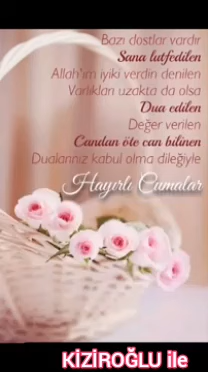 Bazı dostlar vardır
Sana lutfedilen
Allah'ım iyiki verdin denilen
Varlıkları uzakta da olsa
Dua edilen
Değer verilen
Candan öte can bilinen
Dualarınız kabul olma dileğiyle
Hayırlı Cumalar
KİZİROĞLU ile